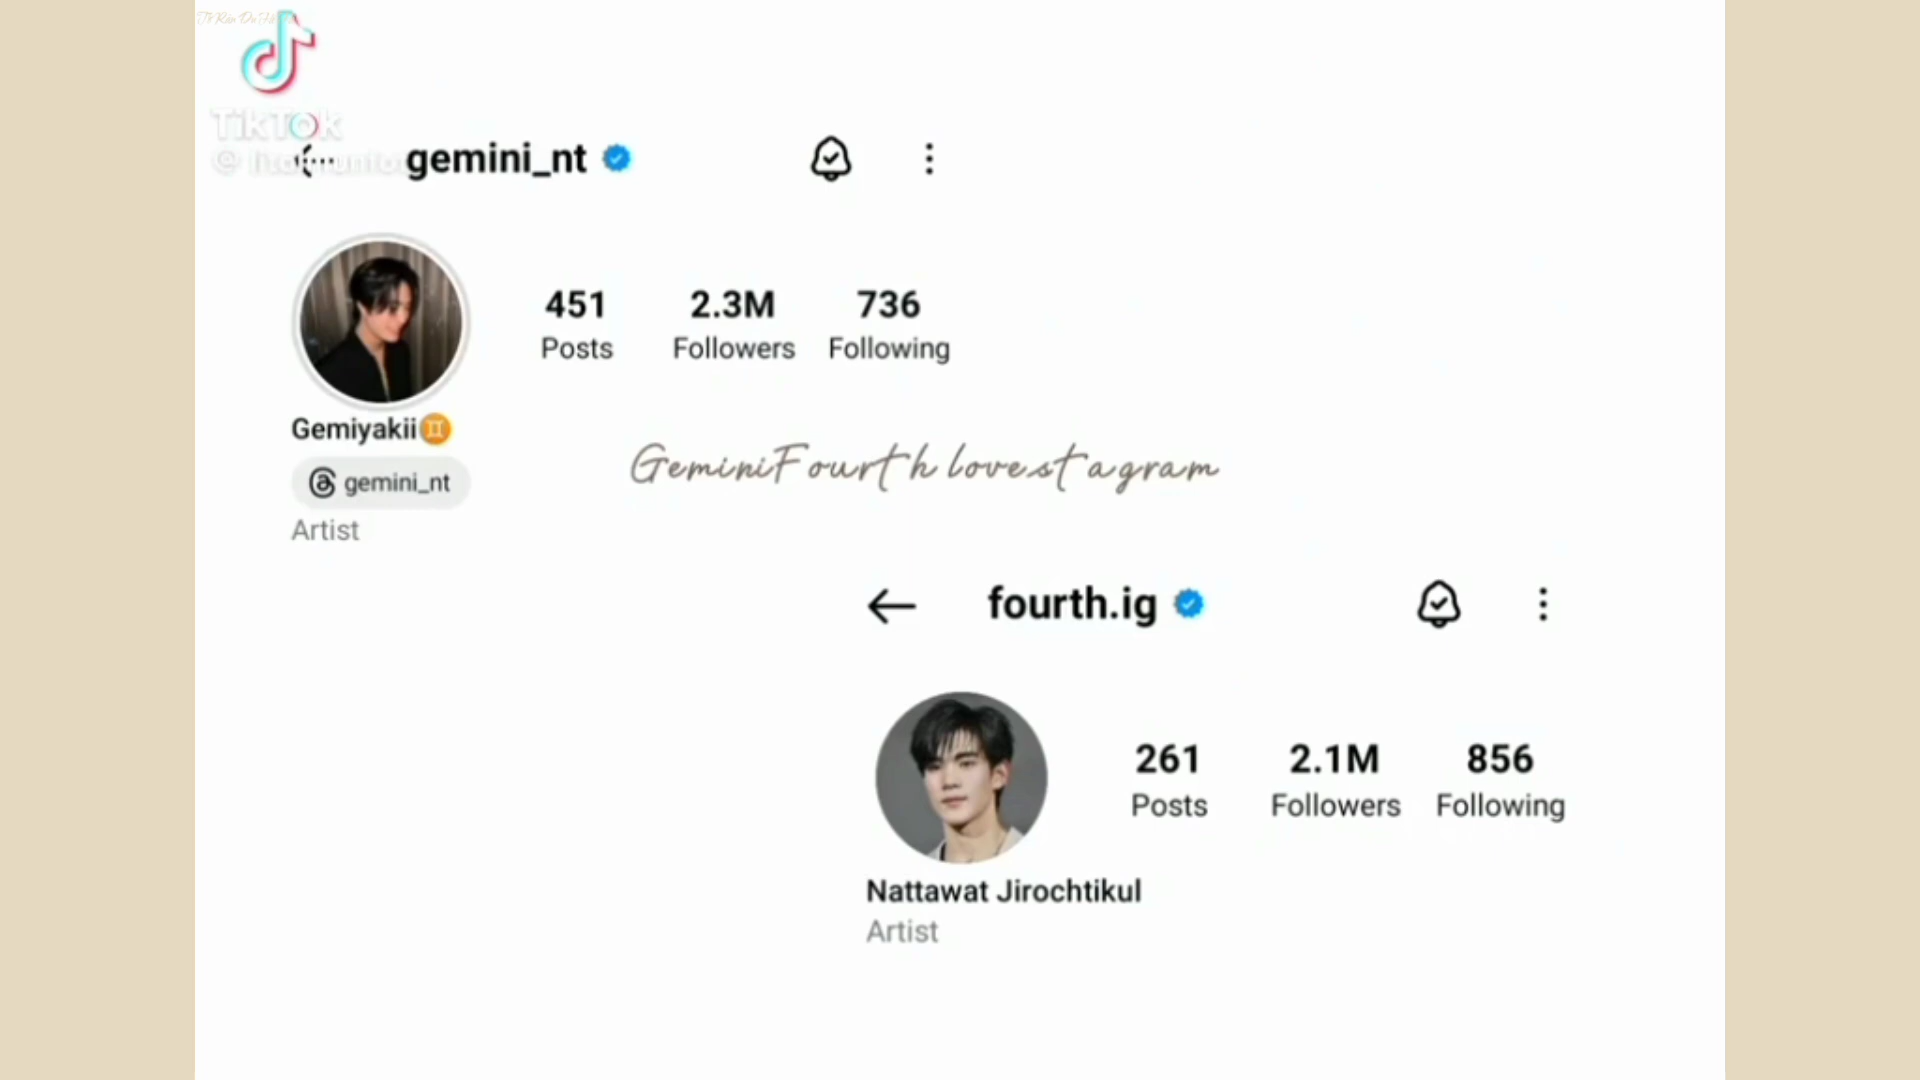 TikTok
gemini_nt
451 2.3M 736
Posts Followers Following
Gemiyakii♊
gemini_nt
Artist
GeminiFourth lovestagram
fourth.ig
261 2.1M 856
Posts Followers Following
Nattawat Jirochtikul
Artist